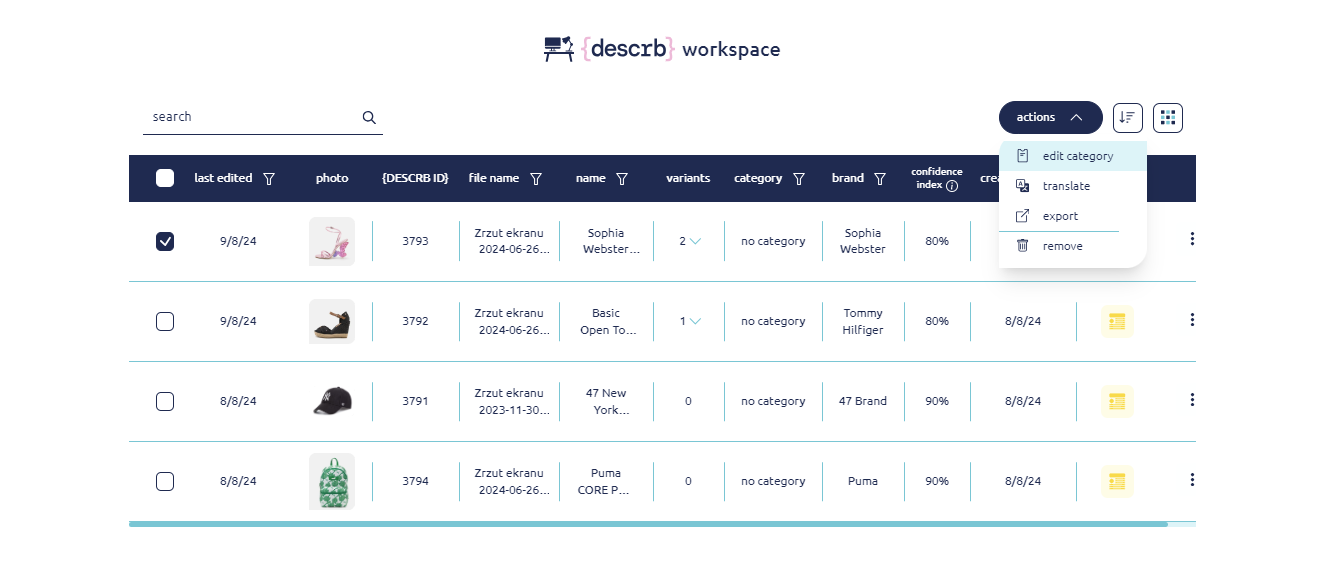 {descrb} workspace
search
actions
edit category
translate
export
remove
last edited photo {DESCRB ID} file name name variants category brand confidence index
9/8/24 3793 Zrzut ekranu 2024-06-26... Sophia Webster... 2 no category Sophia Webster 80%
9/8/24 3792 Zrzut ekranu 2024-06-26... Basic Open To... 1 no category Tommy Hilfiger 80% 8/8/24
8/8/24 3791 Zrzut ekranu 2023-11-30... 47 New York... 0 no category 47 Brand 90% 8/8/24
8/8/24 3794 Zrzut ekranu 2024-06-26... Puma CORE P... 0 no category Puma 90% 8/8/24